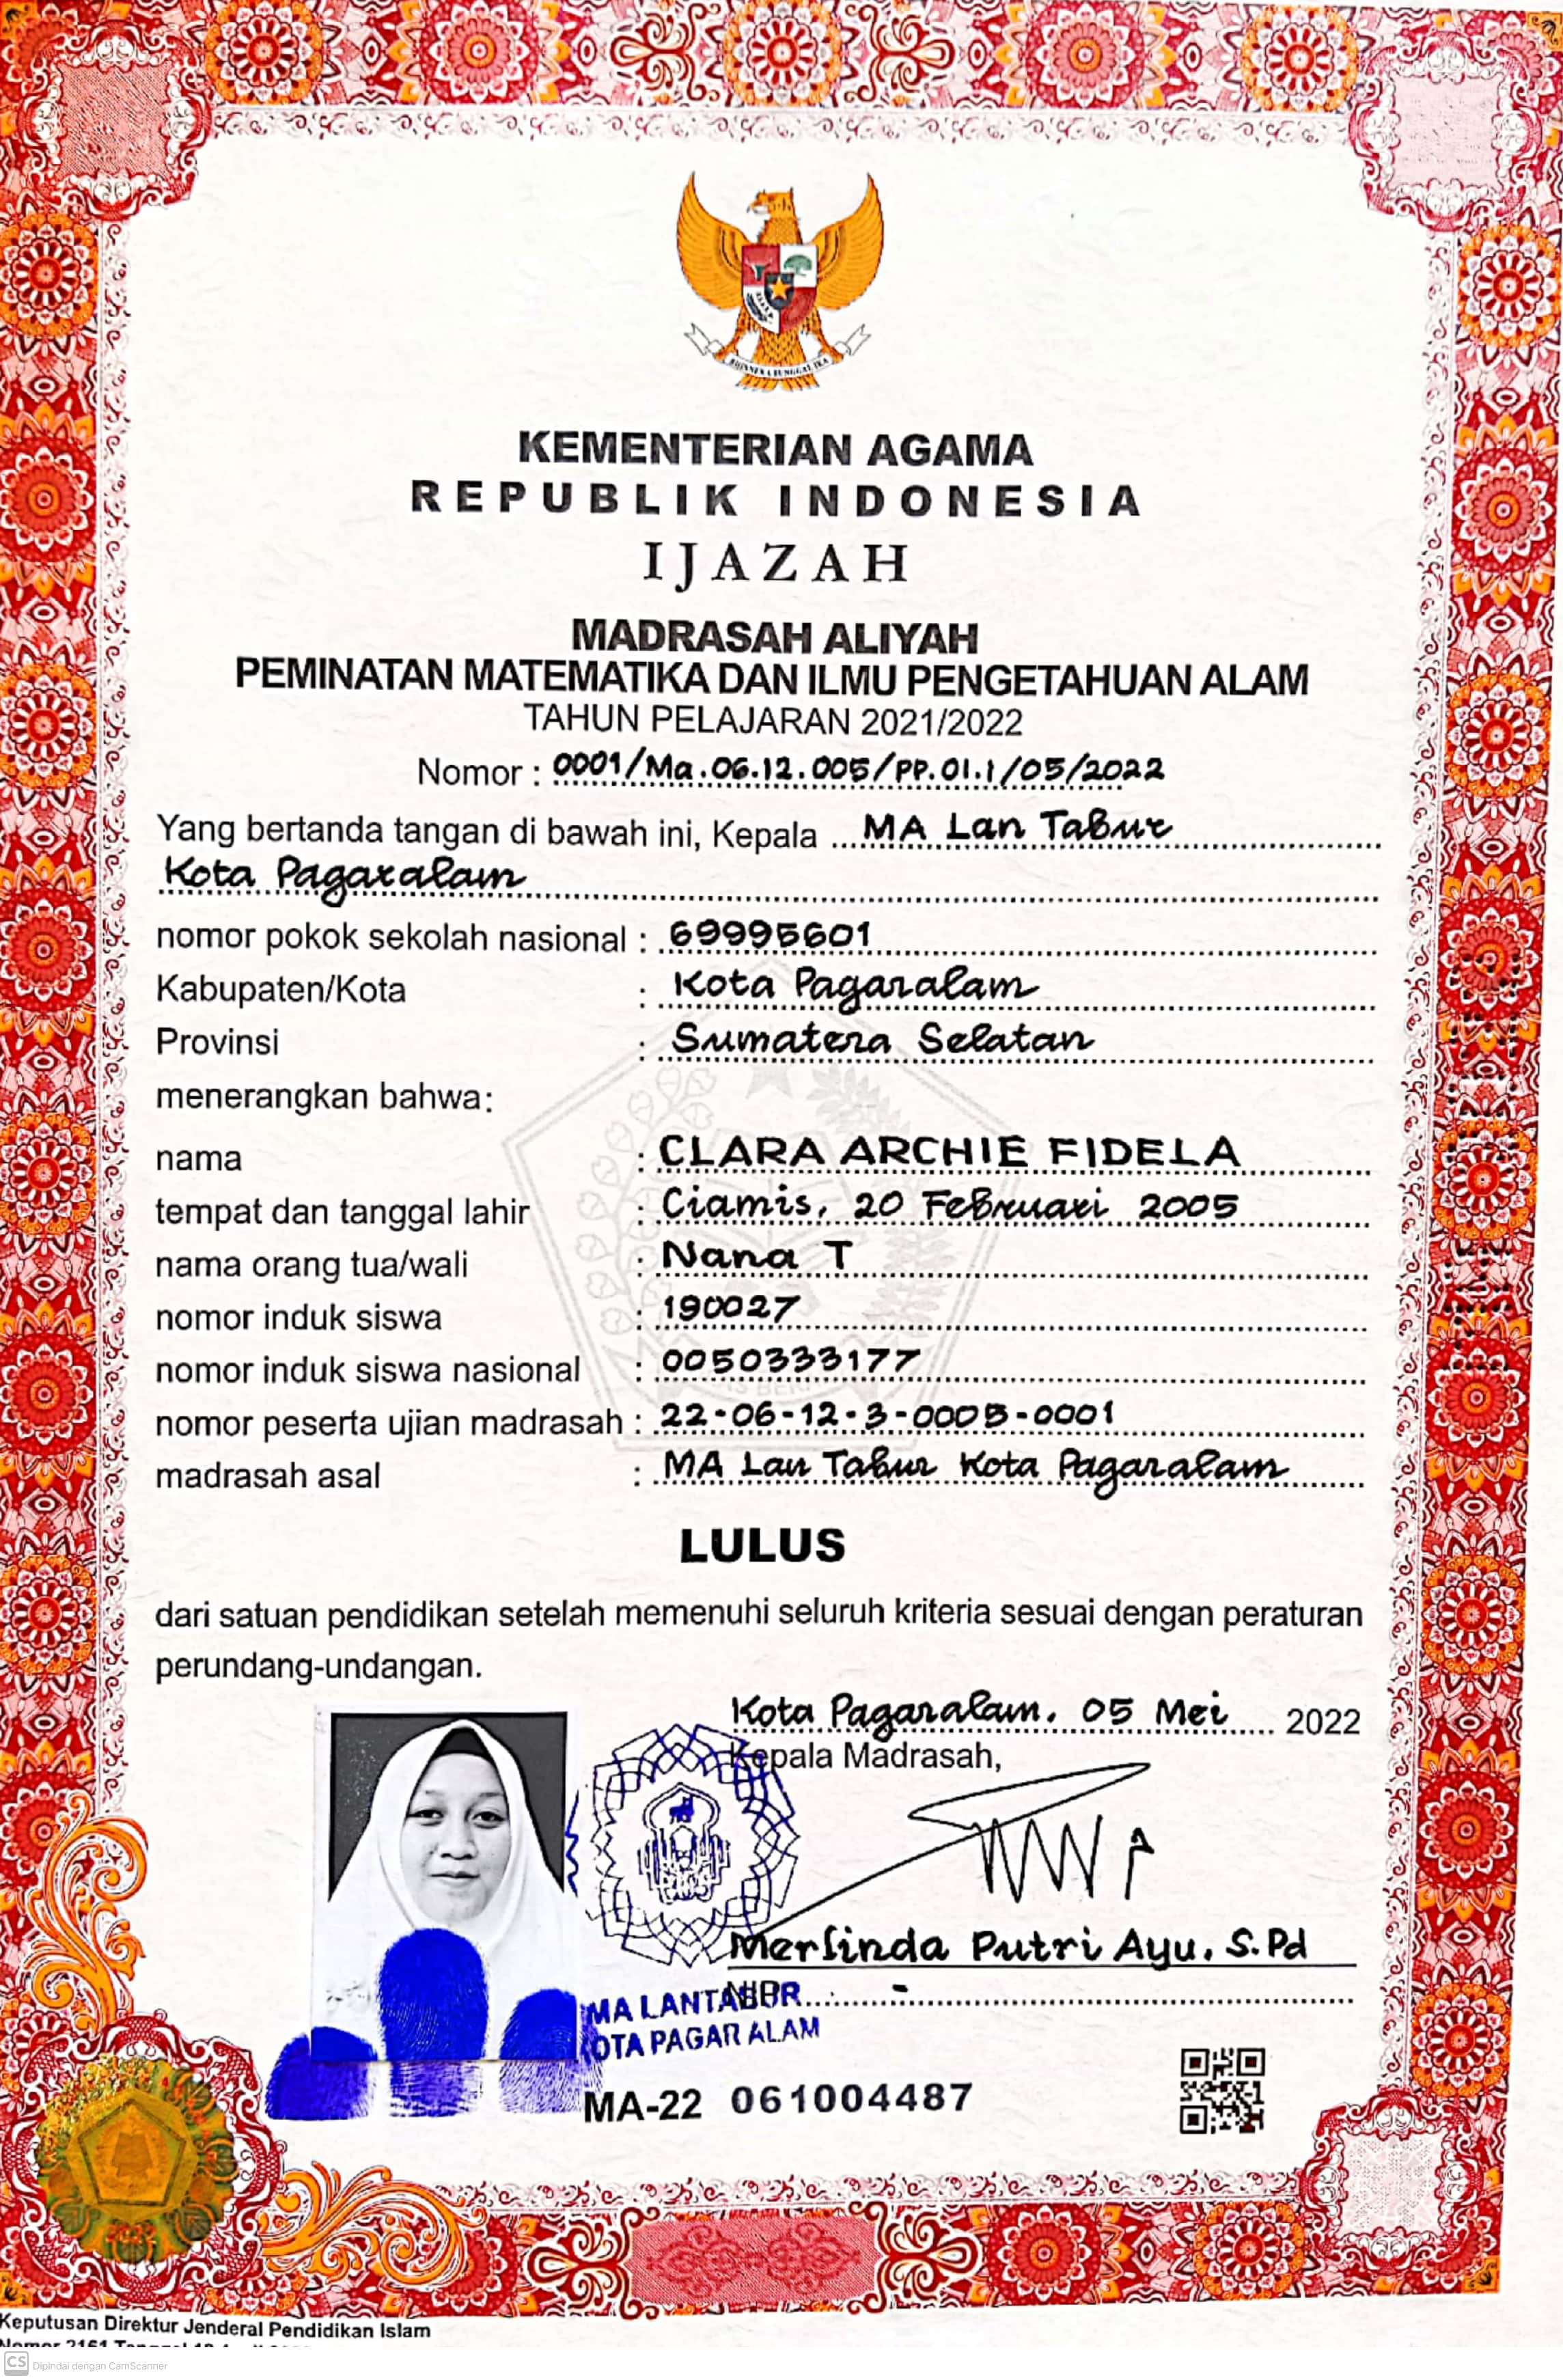 BHINNEKA TUNGGAL IKA
KEMENTERIAN AGAMA
REPUBLIK INDONESIA
IJAZAH
MADRASAH ALIYAH
PEMINATAN MATEMATIKA DAN ILMU PENGETAHUAN ALAM
TAHUN PELAJARAN 2021/2022
Nomor : 0001/Ma.06.12.005/PP.01.1/05/2022
Yang bertanda tangan di bawah ini, Kepala MA Lan Tabur
Kota Pagaralam
nomor pokok sekolah nasional : 69995601
Kabupaten/Kota : Kota Pagaralam
Provinsi : Sumatera Selatan
menerangkan bahwa:
nama : CLARA ARCHIE FIDELA
tempat dan tanggal lahir : Ciamis, 20 Februari 2005
nama orang tua/wali : Nana T
nomor induk siswa : 190027
nomor induk siswa nasional : 0050333177
nomor peserta ujian madrasah : 22-06-12-3-0005-0001
madrasah asal : MA Lan Tabur Kota Pagaralam
LULUS
dari satuan pendidikan setelah memenuhi seluruh kriteria sesuai dengan peraturan
perundang-undangan.
Kota Pagaralam, 05 Mei 2022
Kepala Madrasah,
Merlinda Putri Ayu, S.Pd
NIP. : -
MA LANTABUR
KOTA PAGAR ALAM
MA-22 061004487
Keputusan Direktur Jenderal Pendidikan Islam
CS Dipindai dengan CamScanner